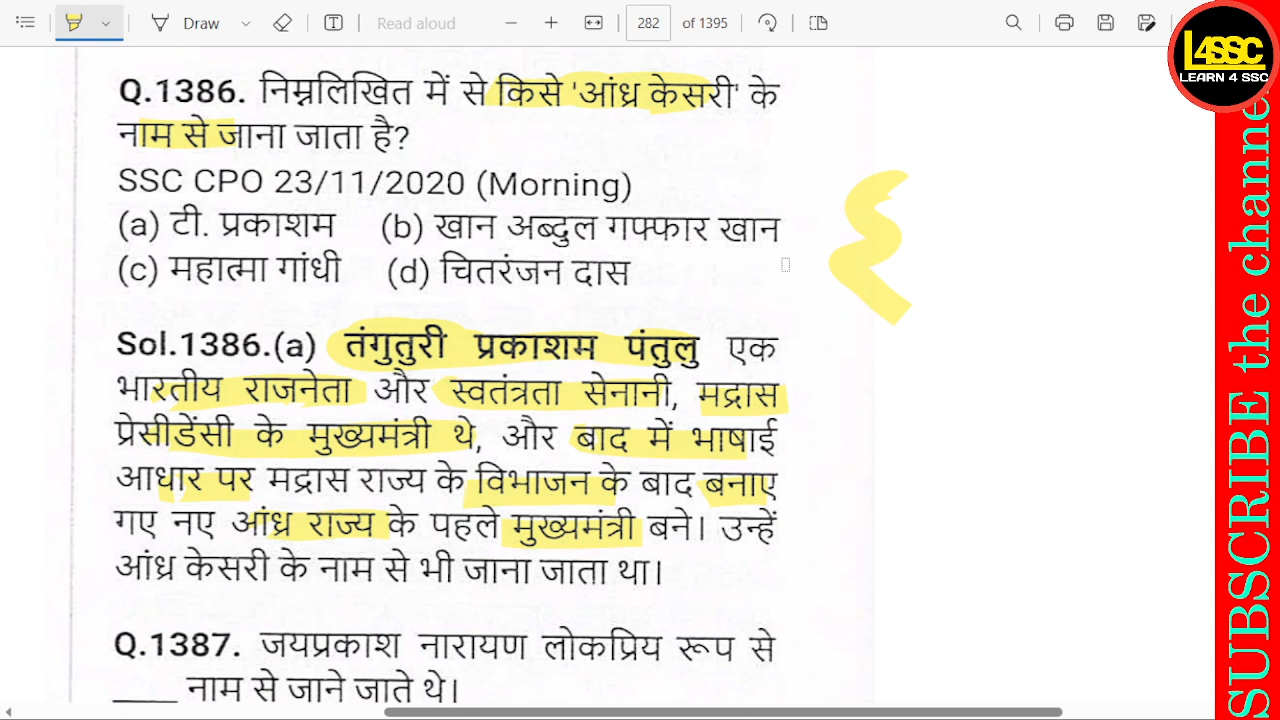 Draw
Read aloud
282 of 1395
L4SSC
LEARN 4 SSC
Q.1386. निम्नलिखित में से किसे 'आंध्र केसरी' के
नाम से जाना जाता है?
SSC CPO 23/11/2020 (Morning)
(a) टी. प्रकाशम (b) खान अब्दुल गफ्फार खान
(c) महात्मा गांधी (d) चितरंजन दास
Sol.1386.(a) तंगुतुरी प्रकाशम पंतुलु एक
भारतीय राजनेता और स्वतंत्रता सेनानी, मद्रास
प्रेसीडेंसी के मुख्यमंत्री थे, और बाद में भाषाई
आधार पर मद्रास राज्य के विभाजन के बाद बनाए
गए नए आंध्र राज्य के पहले मुख्यमंत्री बने। उन्हें
आंध्र केसरी के नाम से भी जाना जाता था।
Q.1387. जयप्रकाश नारायण लोकप्रिय रूप से
____ नाम से जाने जाते थे।
SUBSCRIBE the channe